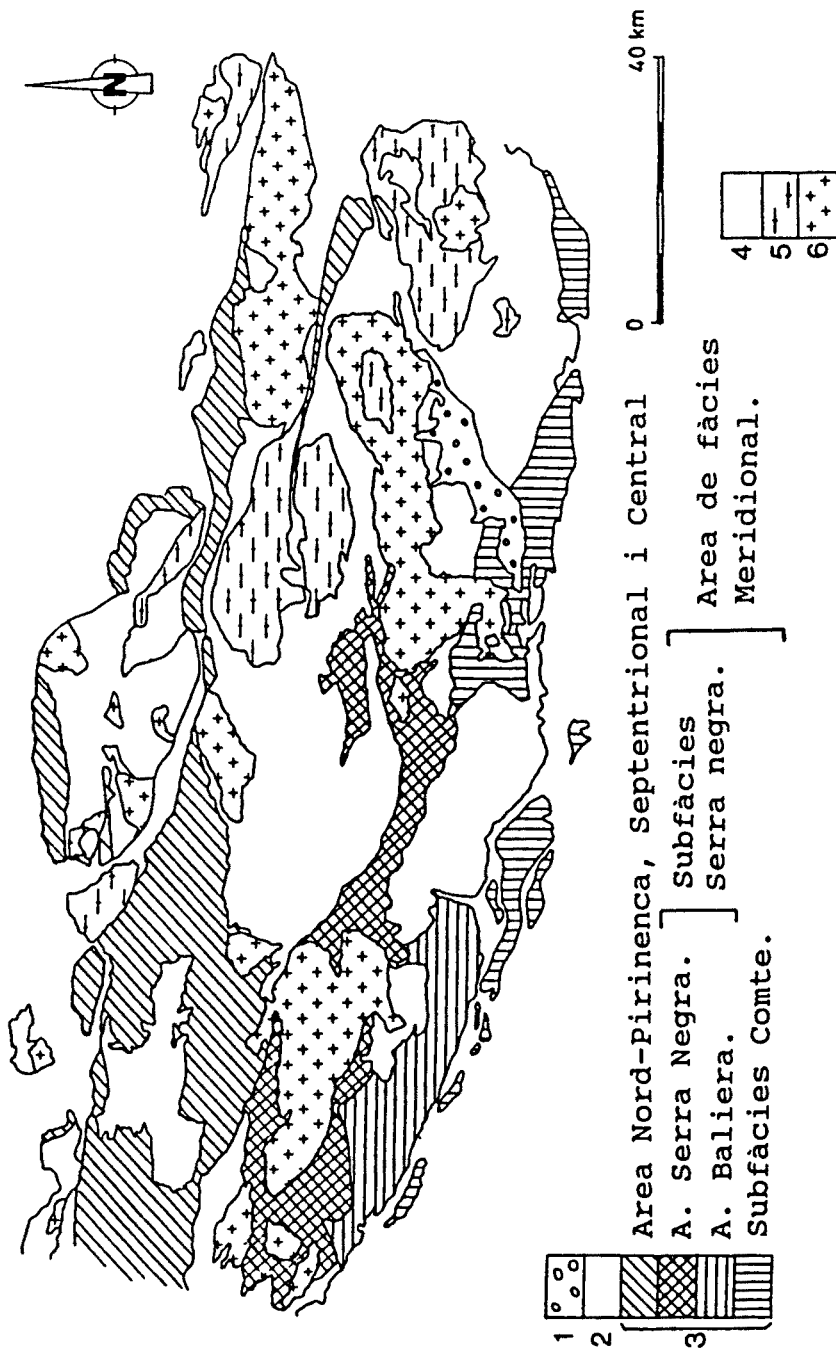 N
0 40 km
1
2
3
Area Nord-Pirinenca, Septentrional i Central
A. Serra Negra.
A. Baliera.
Subfàcies Comte.
Subfàcies
Serra negra.
Area de fàcies
Meridional.
4
5
6